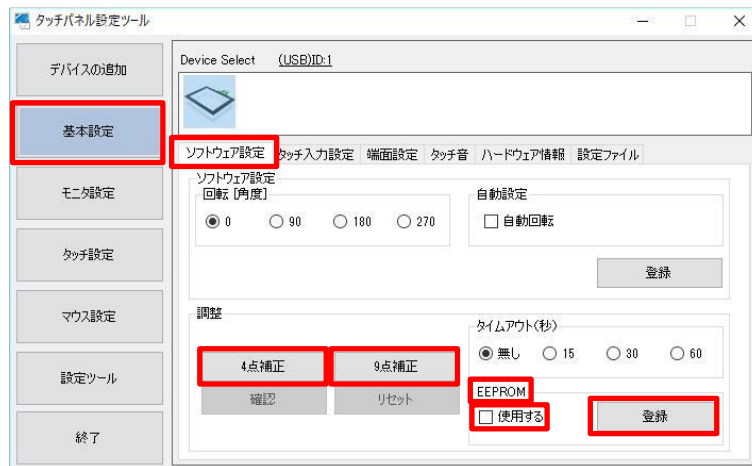 タッチパネル設定ツール
デバイスの追加
基本設定
モニタ設定
タッチ設定
マウス設定
設定ツール
終了
Device Select (USB)ID:1
ソフトウェア設定 タッチ入力設定 端面設定 タッチ音 ハードウェア情報 設定ファイル
ソフトウェア設定
回転 [角度]
0 90 180 270
自動設定
自動回転
登録
調整
4点補正 9点補正
確認 リセット
タイムアウト(秒)
無し 15 30 60
EEPROM
使用する
登録